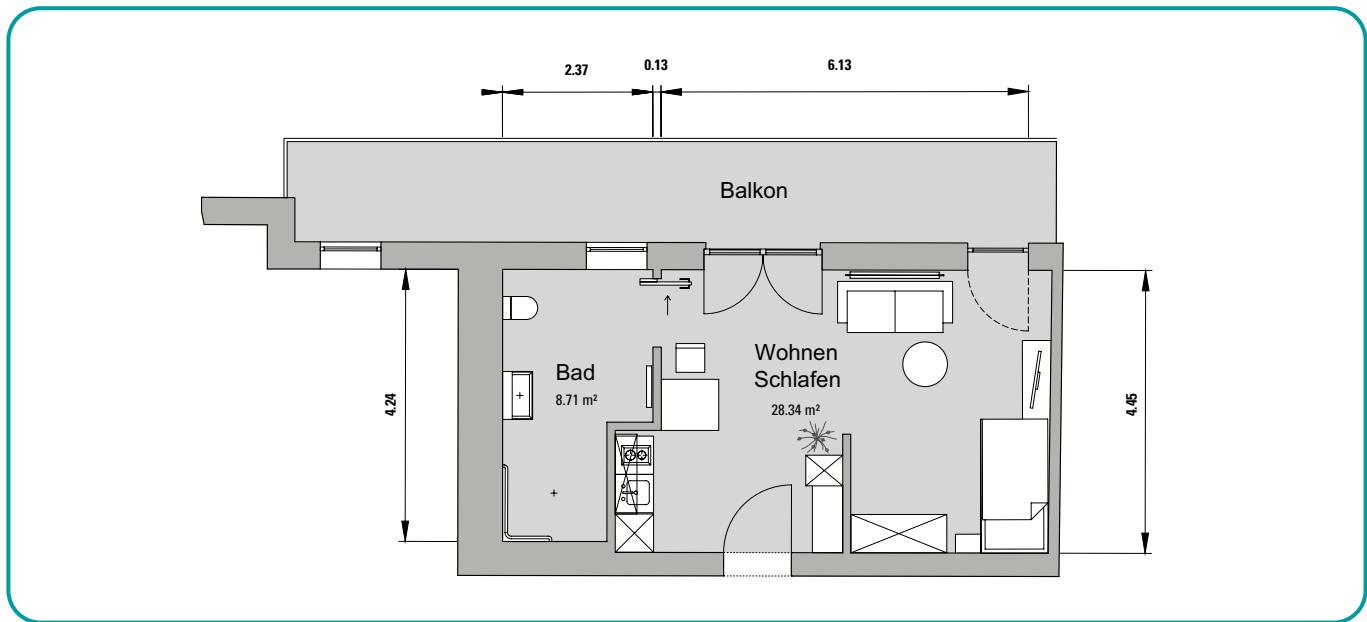 2.37
0.13
6.13
Balkon
Bad
8.71 m²
Wohnen
Schlafen
28.34 m²
4.24
4.45